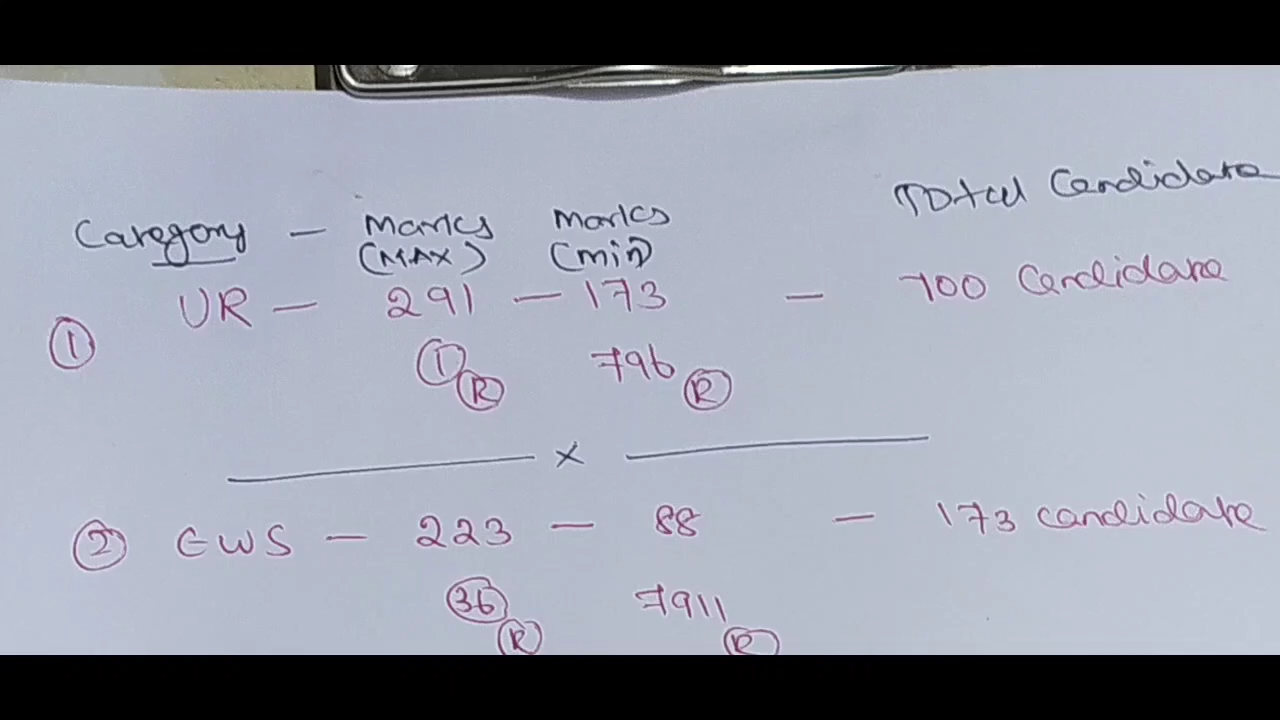 Total Candidate
Category - Marks Marks
(MAX) (min)
① UR - 291 - 173 - 700 Candidate
① Ⓡ 796 Ⓡ
x
② EWS - 223 - 88 - 173 candidate
㊱ Ⓡ 7911 Ⓡ